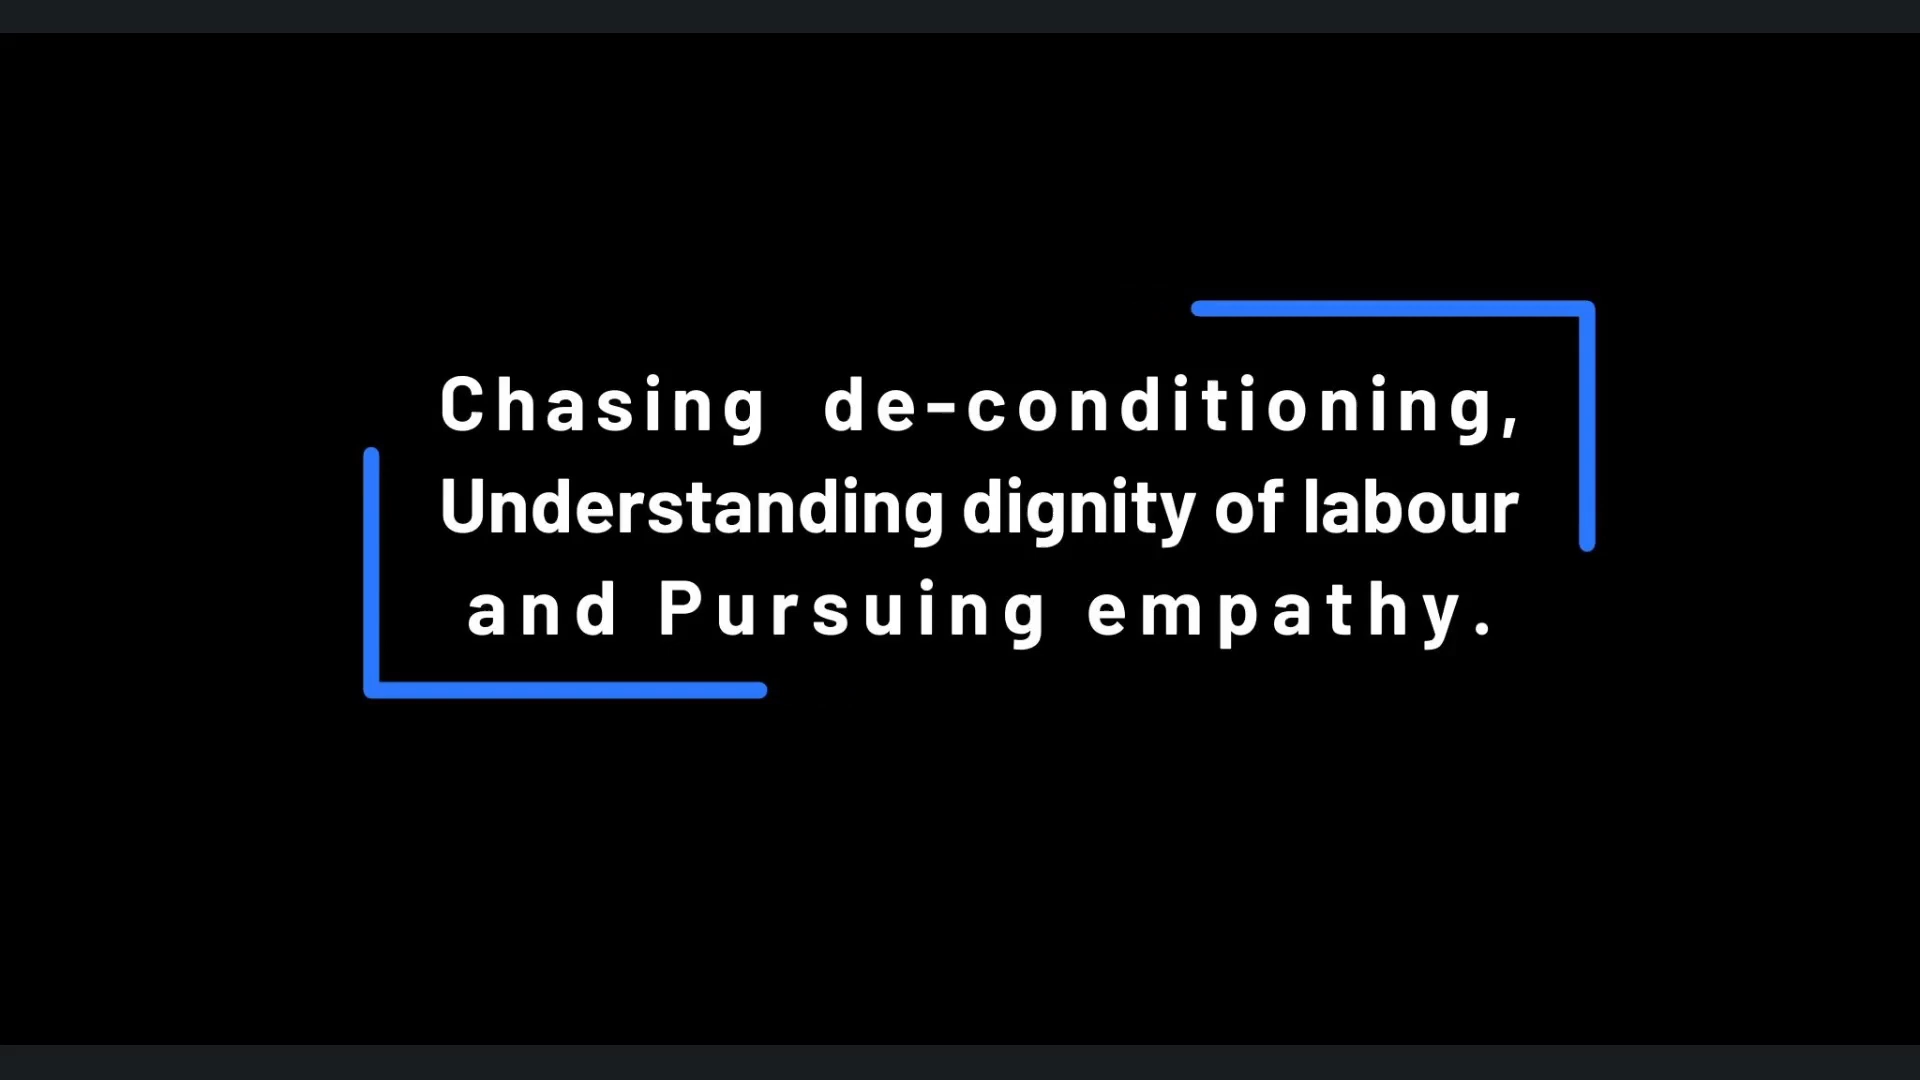 Chasing de-conditioning,
Understanding dignity of labour
and Pursuing empathy.